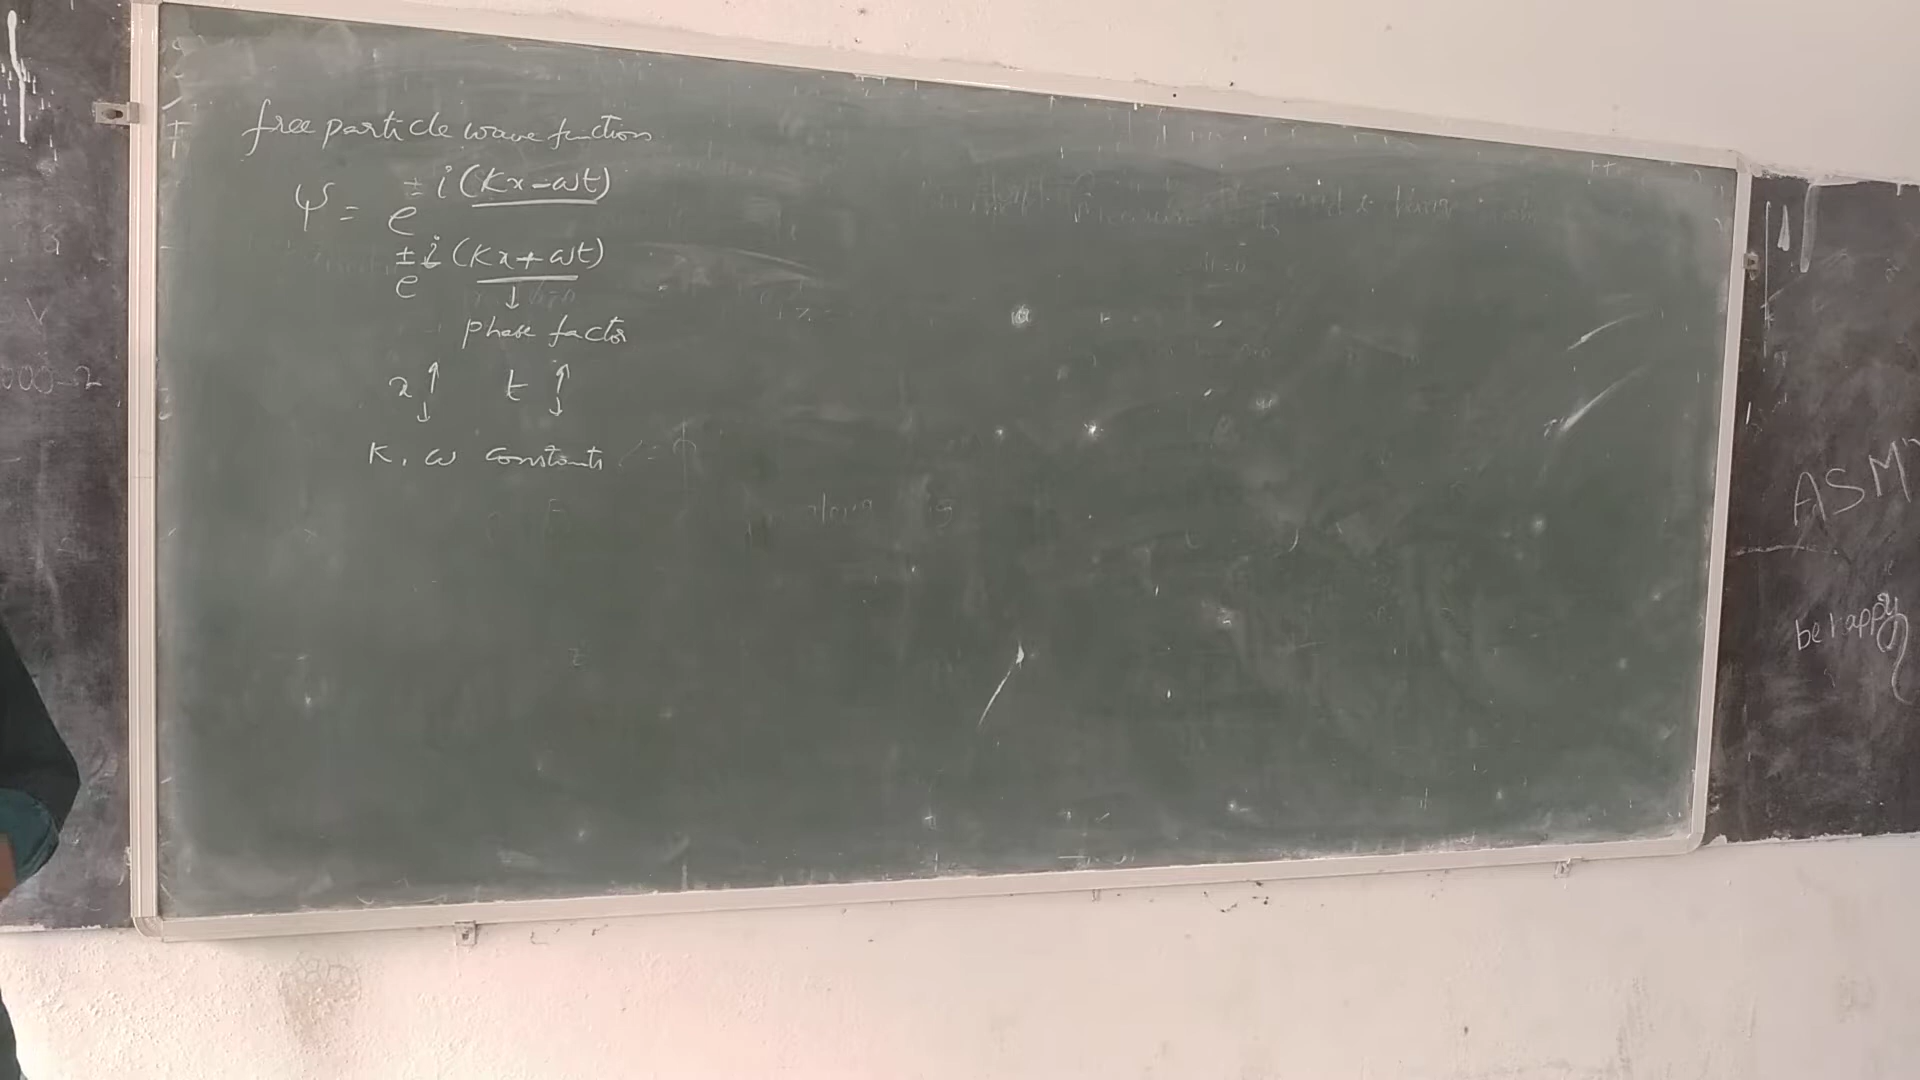 free particle wave function
ψ = e^{± i (Kx - ωt)}
e^{± i (Kx + ωt)}
↓
phase factor
x ↑ ↓ t ↑ ↓
K, ω constants
ASM
be happy